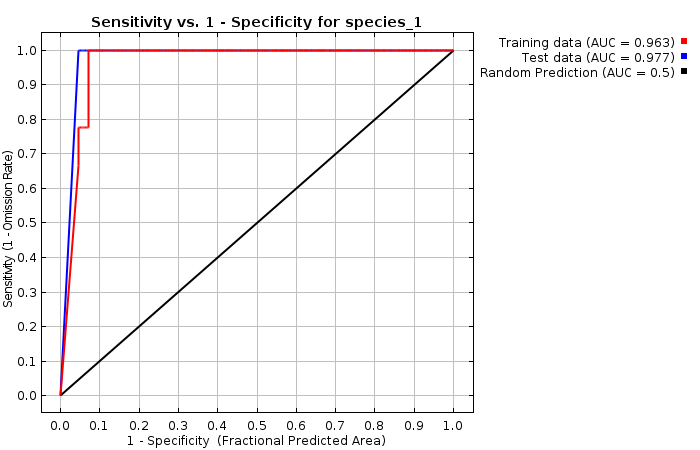 Sensitivity vs. 1 - Specificity for species_1
Training data (AUC = 0.963)
Test data (AUC = 0.977)
Random Prediction (AUC = 0.5)
Sensitivity (1 - Omission Rate)
1.0
0.9
0.8
0.7
0.6
0.5
0.4
0.3
0.2
0.1
0.0
0.0 0.1 0.2 0.3 0.4 0.5 0.6 0.7 0.8 0.9 1.0
1 - Specificity (Fractional Predicted Area)